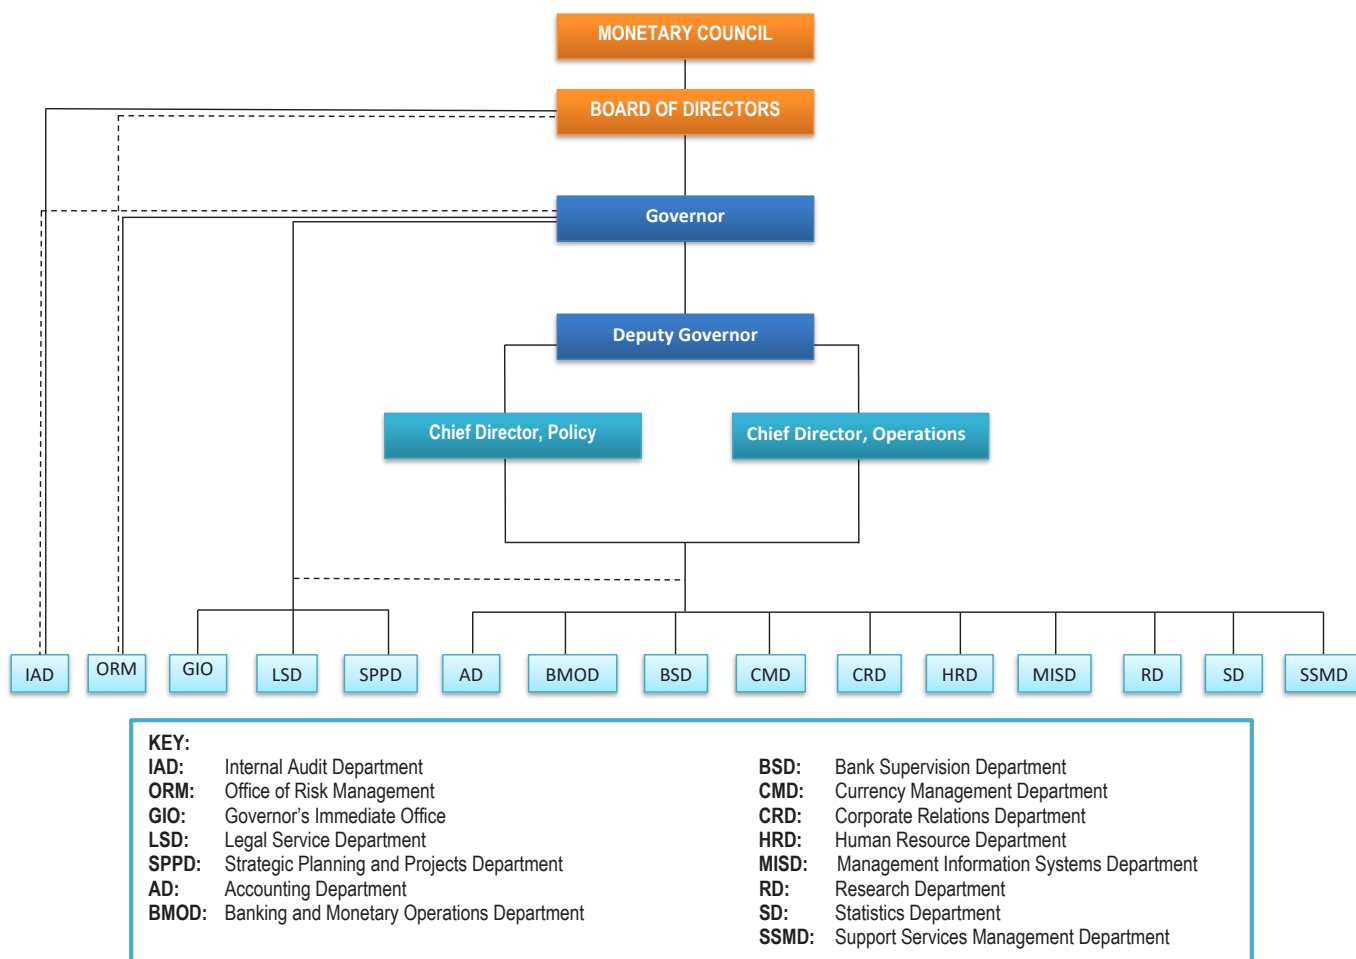 MONETARY COUNCIL
BOARD OF DIRECTORS
Governor
Deputy Governor
Chief Director, Policy
Chief Director, Operations
IAD
ORM
GIO
LSD
SPPD
AD
BMOD
BSD
CMD
CRD
HRD
MISD
RD
SD
SSMD
KEY:
IAD: Internal Audit Department
ORM: Office of Risk Management
GIO: Governor’s Immediate Office
LSD: Legal Service Department
SPPD: Strategic Planning and Projects Department
AD: Accounting Department
BMOD: Banking and Monetary Operations Department
BSD: Bank Supervision Department
CMD: Currency Management Department
CRD: Corporate Relations Department
HRD: Human Resource Department
MISD: Management Information Systems Department
RD: Research Department
SD: Statistics Department
SSMD: Support Services Management Department